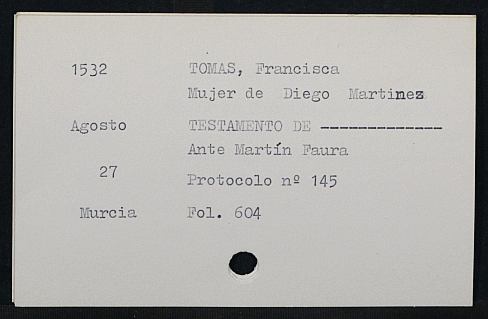 1532 TOMAS, Francisca
Mujer de Diego Martinez
Agosto TESTAMENTO DE -------------
Ante Martín Faura
27
Protocolo nº 145
Murcia Fol. 604